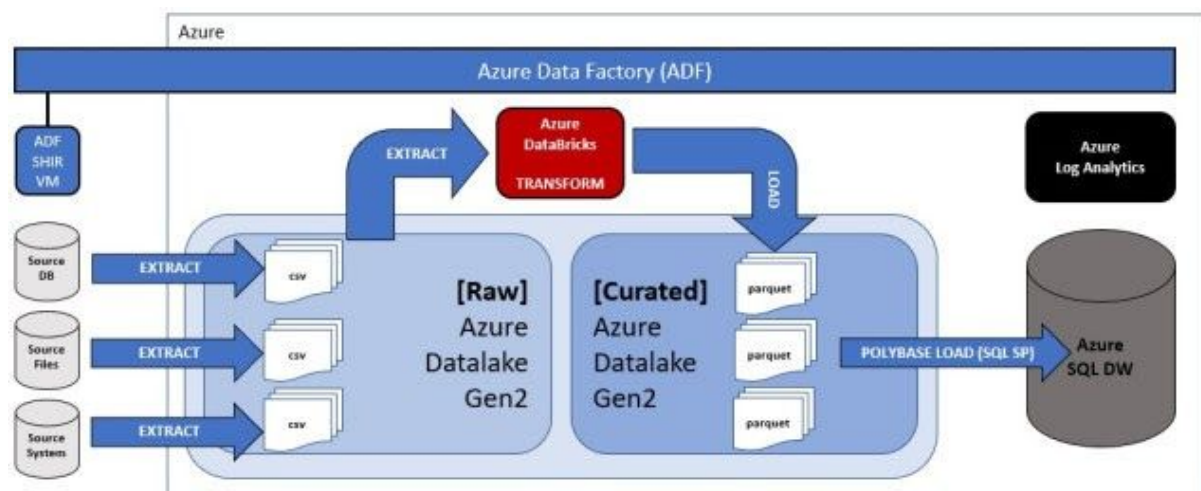 Azure
Azure Data Factory (ADF)
ADF
SHIR
VM
EXTRACT
Azure
DataBricks
TRANSFORM
LOAD
Azure
Log Analytics
Source
DB
EXTRACT
csv
Source
Files
EXTRACT
csv
Source
System
EXTRACT
csv
[Raw]
Azure
Datalake
Gen2
[Curated]
Azure
Datalake
Gen2
parquet
parquet
parquet
POLYBASE LOAD (SQL SP)
Azure
SQL DW